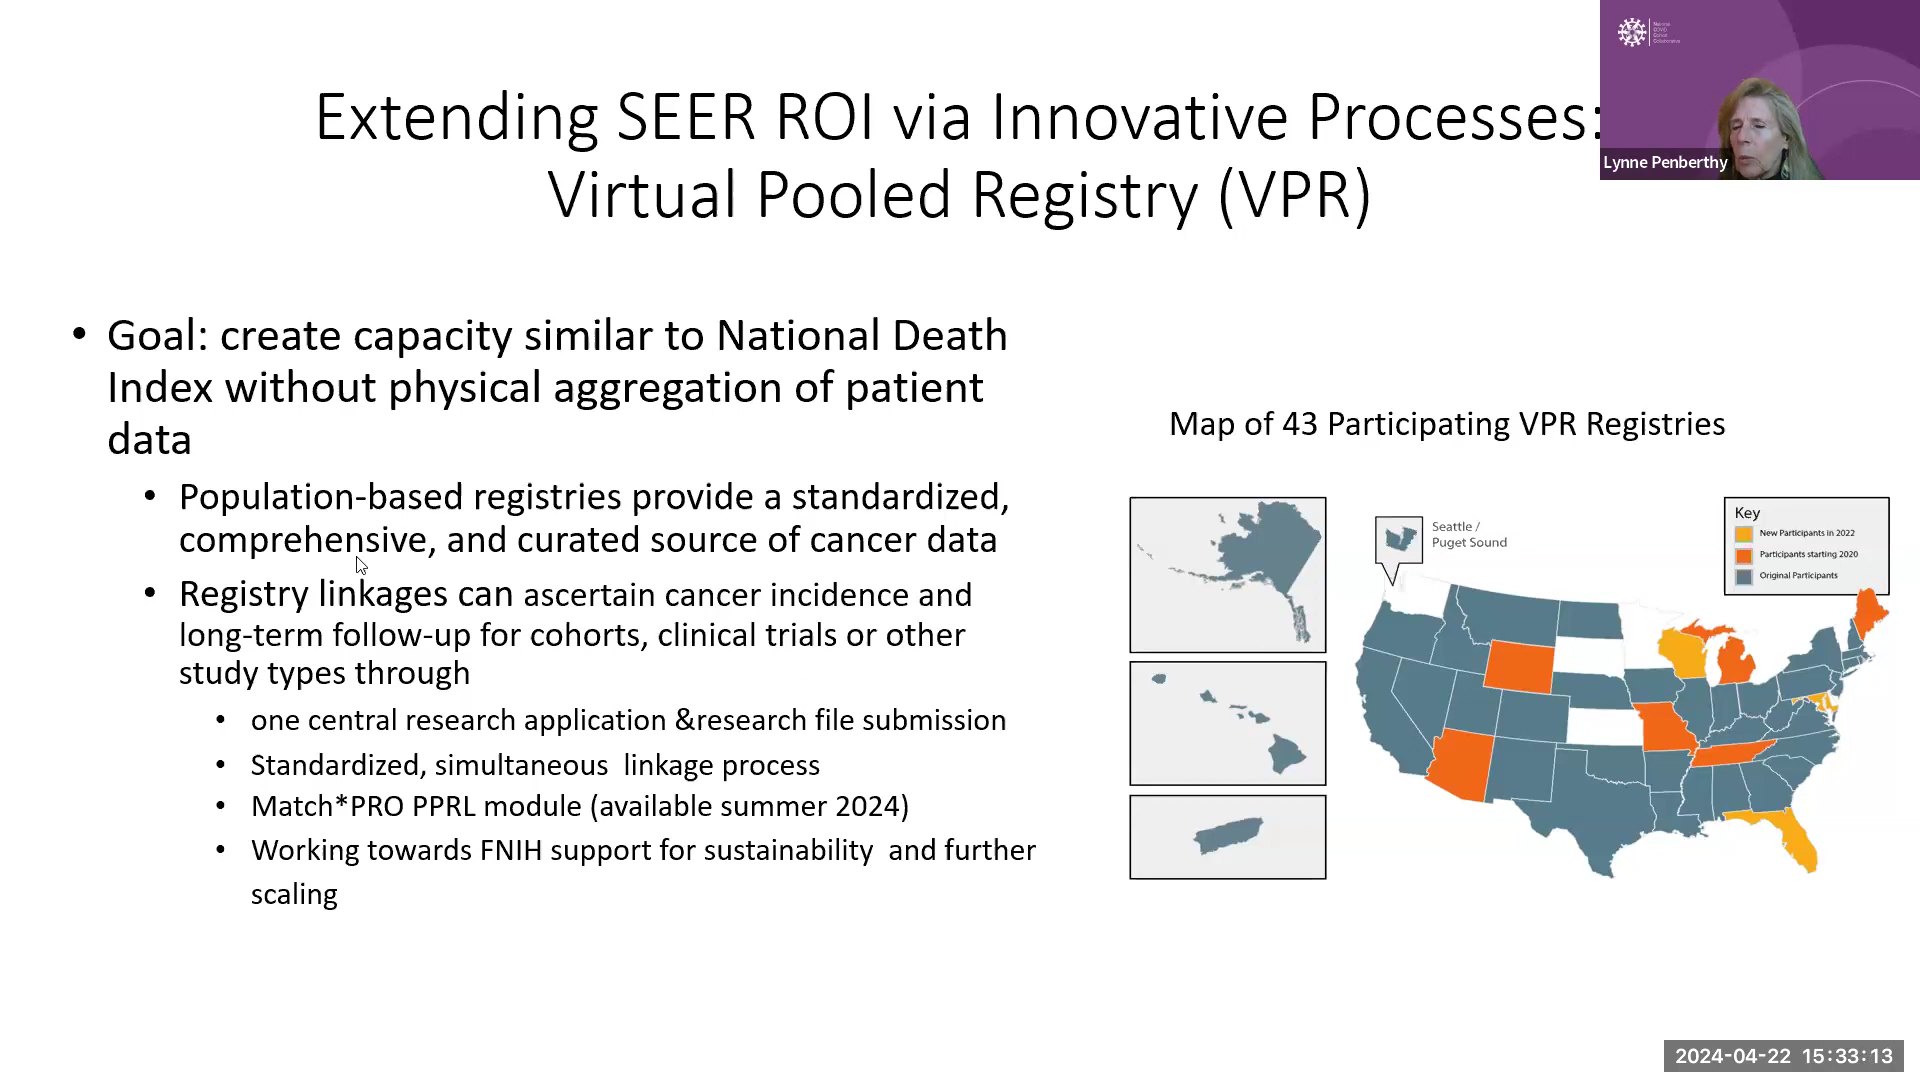 National
COVID
Cohort
Collaborative
Lynne Penberthy
Extending SEER ROI via Innovative Processes:
Virtual Pooled Registry (VPR)
• Goal: create capacity similar to National Death
Index without physical aggregation of patient
data
• Population-based registries provide a standardized,
comprehensive, and curated source of cancer data
• Registry linkages can ascertain cancer incidence and
long-term follow-up for cohorts, clinical trials or other
study types through
• one central research application &research file submission
• Standardized, simultaneous  linkage process
• Match*PRO PPRL module (available summer 2024)
• Working towards FNIH support for sustainability  and further
scaling
Map of 43 Participating VPR Registries
Seattle /
Puget Sound
Key
New Participants in 2022
Participants starting 2020
Original Participants
2024-04-22 15:33:13